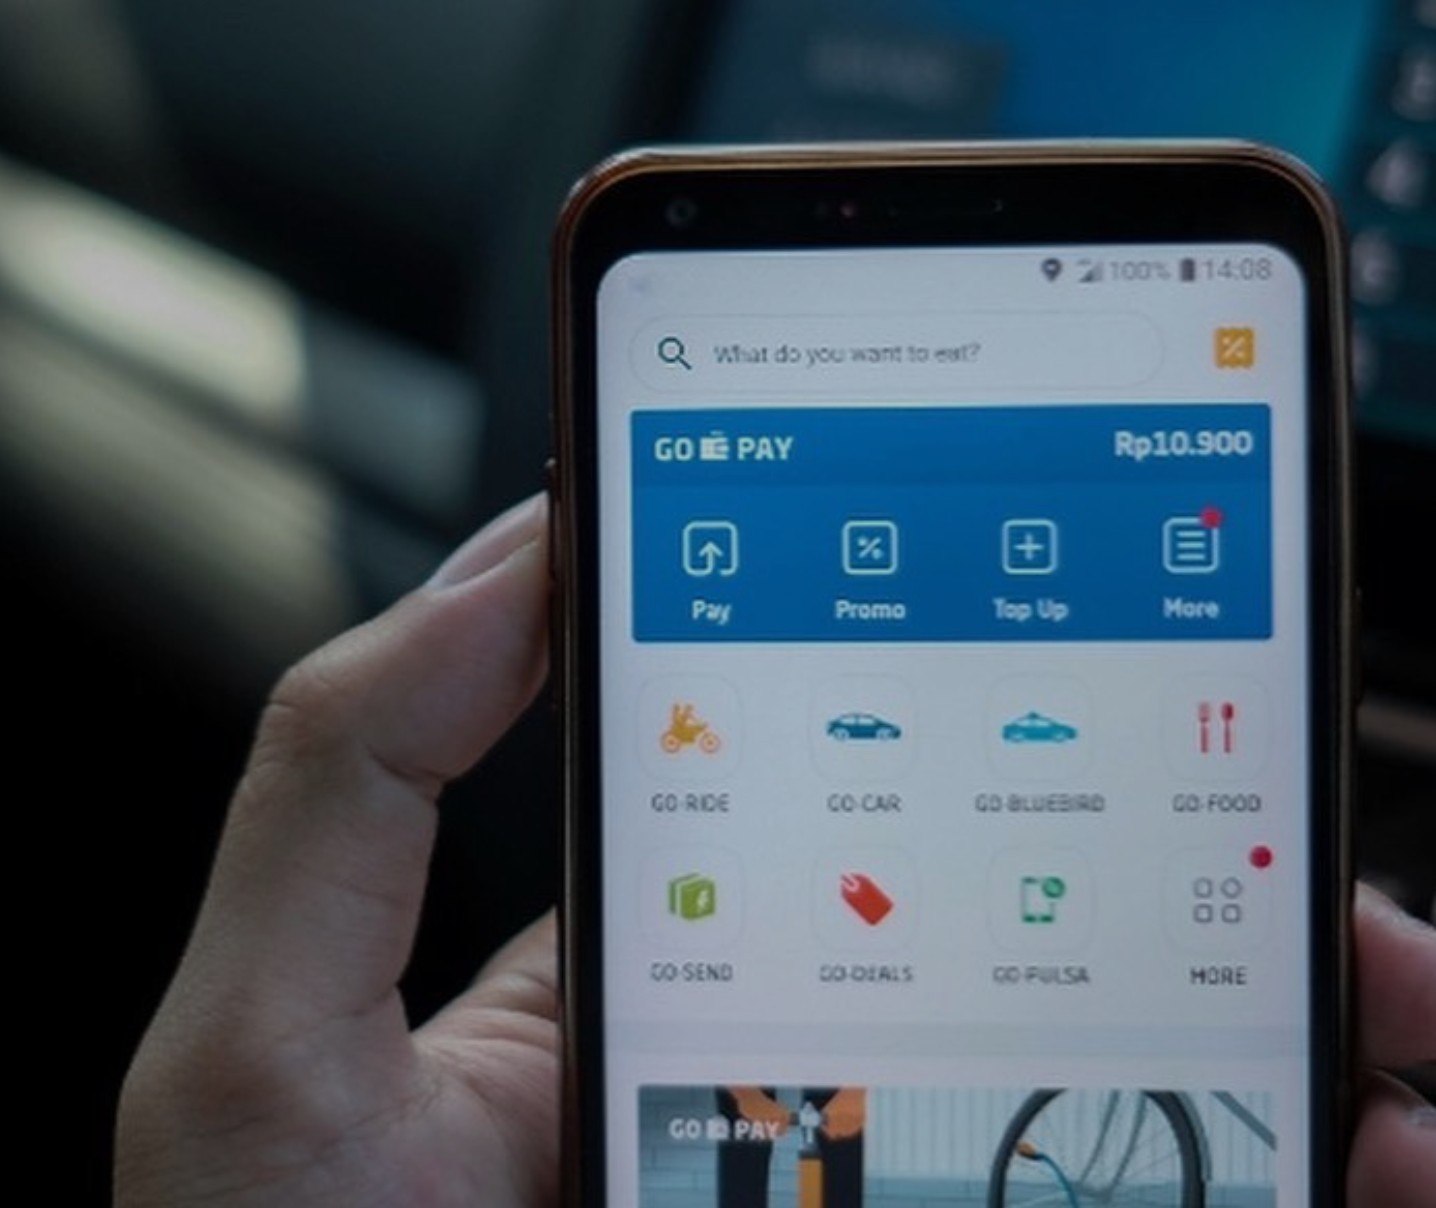 100% 14:08
What do you want to eat?
GO PAY Rp10.900
Pay Promo Top Up More
GO-RIDE GO-CAR GO-BLUEBIRD GO-FOOD
GO-SEND GO-DEALS GO-PULSA MORE
GO PAY